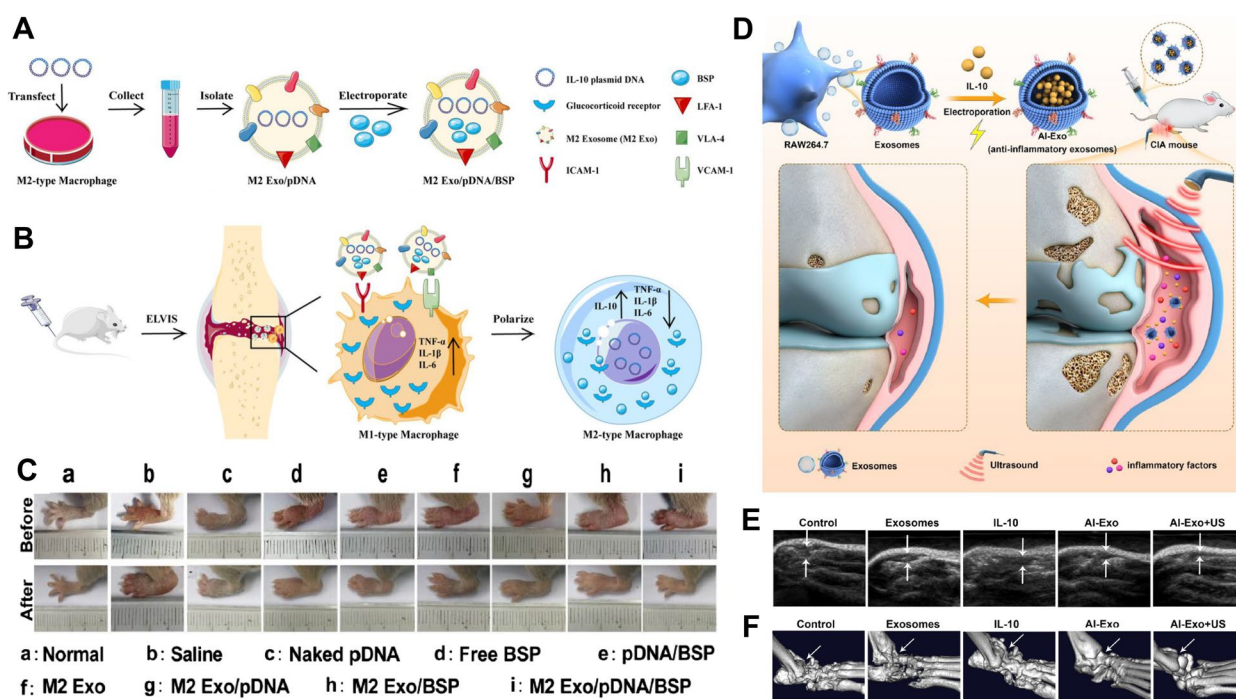 A
Transfect
M2-type Macrophage
Collect
Isolate
M2 Exo/pDNA
Electroporate
M2 Exo/pDNA/BSP
IL-10 plasmid DNA
Glucocorticoid receptor
M2 Exosome (M2 Exo)
ICAM-1
BSP
LFA-1
VLA-4
VCAM-1
B
ELVIS
TNF-α
IL-1β
IL-6
M1-type Macrophage
Polarize
IL-10
TNF-α
IL-1β
IL-6
M2-type Macrophage
C
a b c d e f g h i
Before
After
a: Normal b: Saline c: Naked pDNA d: Free BSP e: pDNA/BSP
f: M2 Exo g: M2 Exo/pDNA h: M2 Exo/BSP i: M2 Exo/pDNA/BSP
D
RAW264.7
Exosomes
IL-10
Electroporation
AI-Exo
(anti-inflammatory exosomes)
CIA mouse
Exosomes
Ultrasound
inflammatory factors
E
Control Exosomes IL-10 AI-Exo AI-Exo+US
F
Control Exosomes IL-10 AI-Exo AI-Exo+US